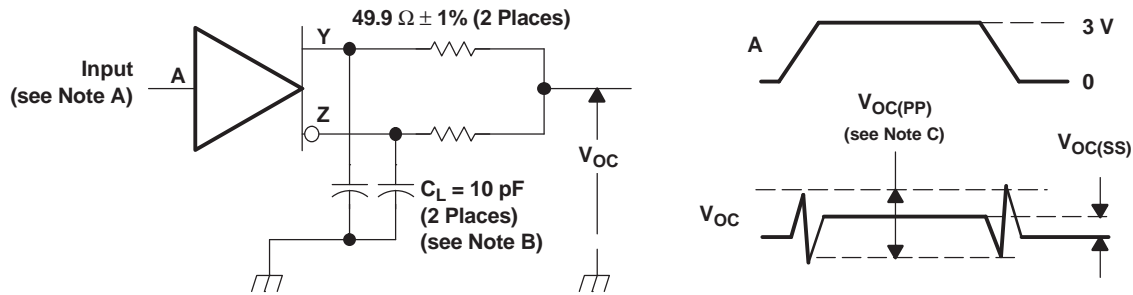 49.9 Ω ± 1% (2 Places)
Y
Input
(see Note A)
A
Z
V_OC
C_L = 10 pF
(2 Places)
(see Note B)
A
3 V
0
V_OC(PP)
(see Note C)
V_OC(SS)
V_OC